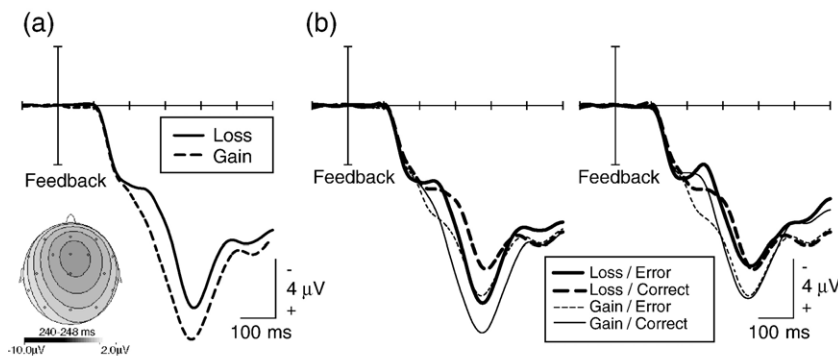 (a)
Feedback
Loss
Gain
240-248 ms
-10.0µV 2.0µV
-
4 µV
+
100 ms
(b)
Feedback
Feedback
Loss / Error
Loss / Correct
Gain / Error
Gain / Correct
-
4 µV
+
100 ms